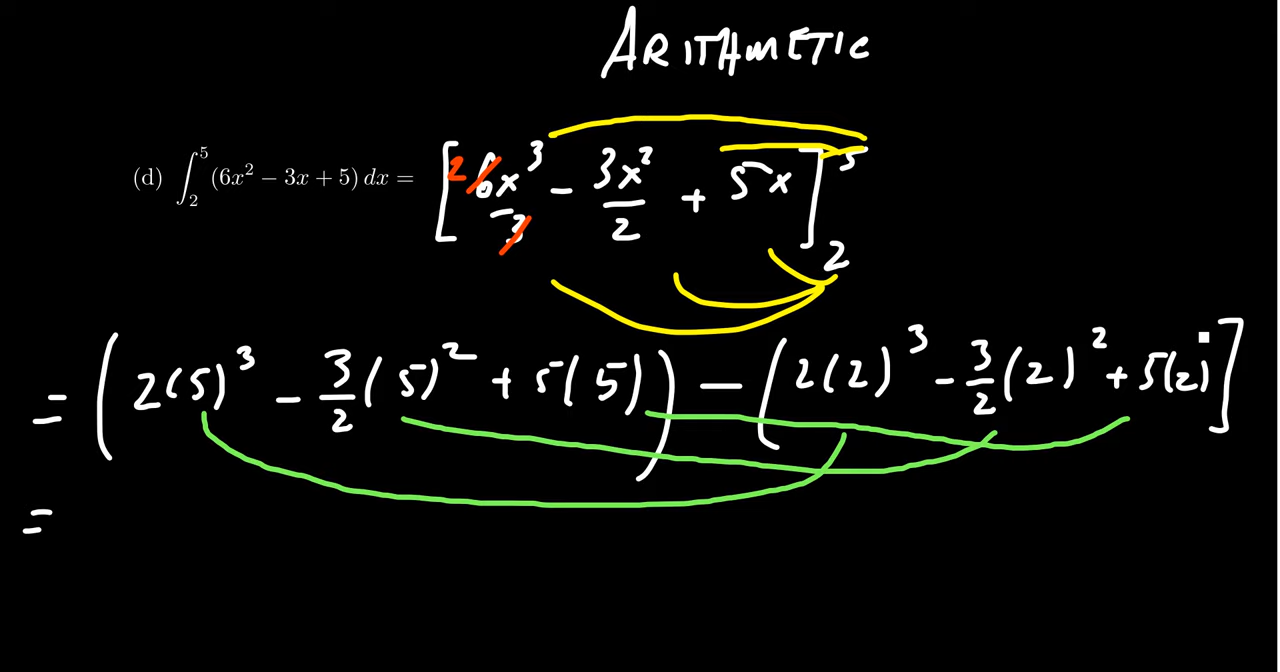 ARITHMETIC
(d) ∫₂⁵ (6x² − 3x + 5) dx = [2 6x³/3 − 3x²/2 + 5x]₂⁵
= (2(5)³ − 3/2(5)² + 5(5)) − (2(2)³ − 3/2(2)² + 5(2)]
=